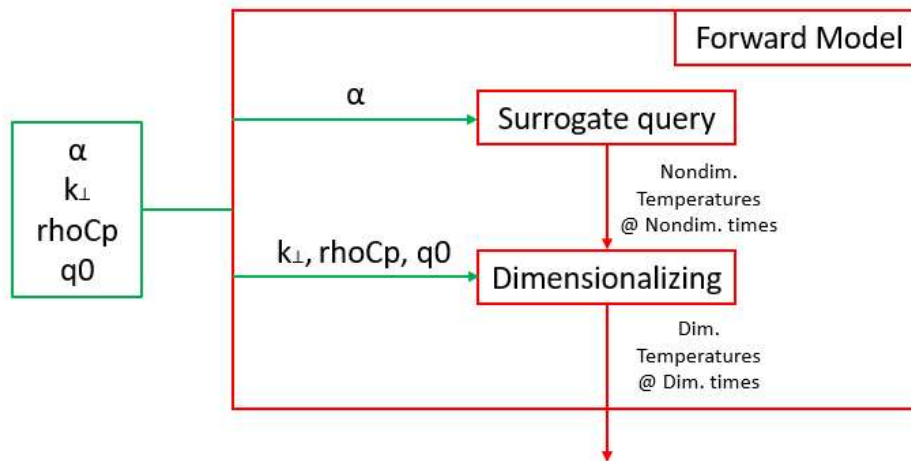 Forward Model
α
k⊥
rhoCp
q0
α
Surrogate query
Nondim.
Temperatures
@ Nondim. times
k⊥, rhoCp, q0
Dimensionalizing
Dim.
Temperatures
@ Dim. times